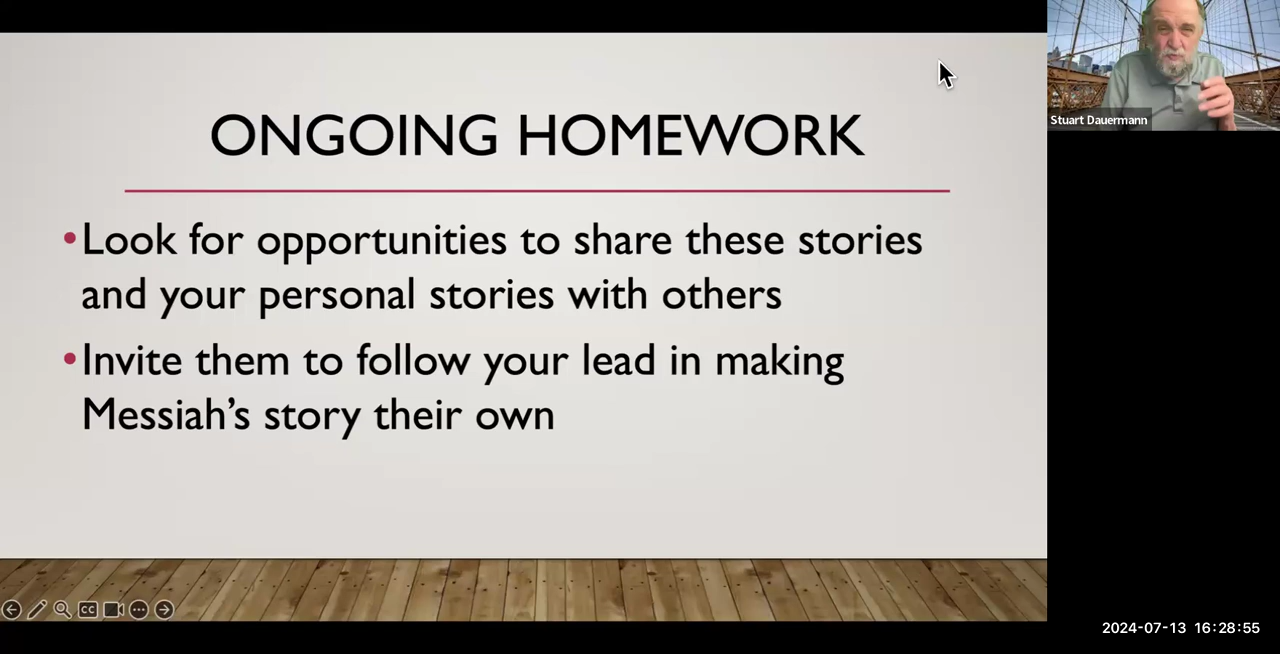 ONGOING HOMEWORK
•Look for opportunities to share these stories
and your personal stories with others
•Invite them to follow your lead in making
Messiah's story their own
Stuart Dauermann
CC
2024-07-13 16:28:55